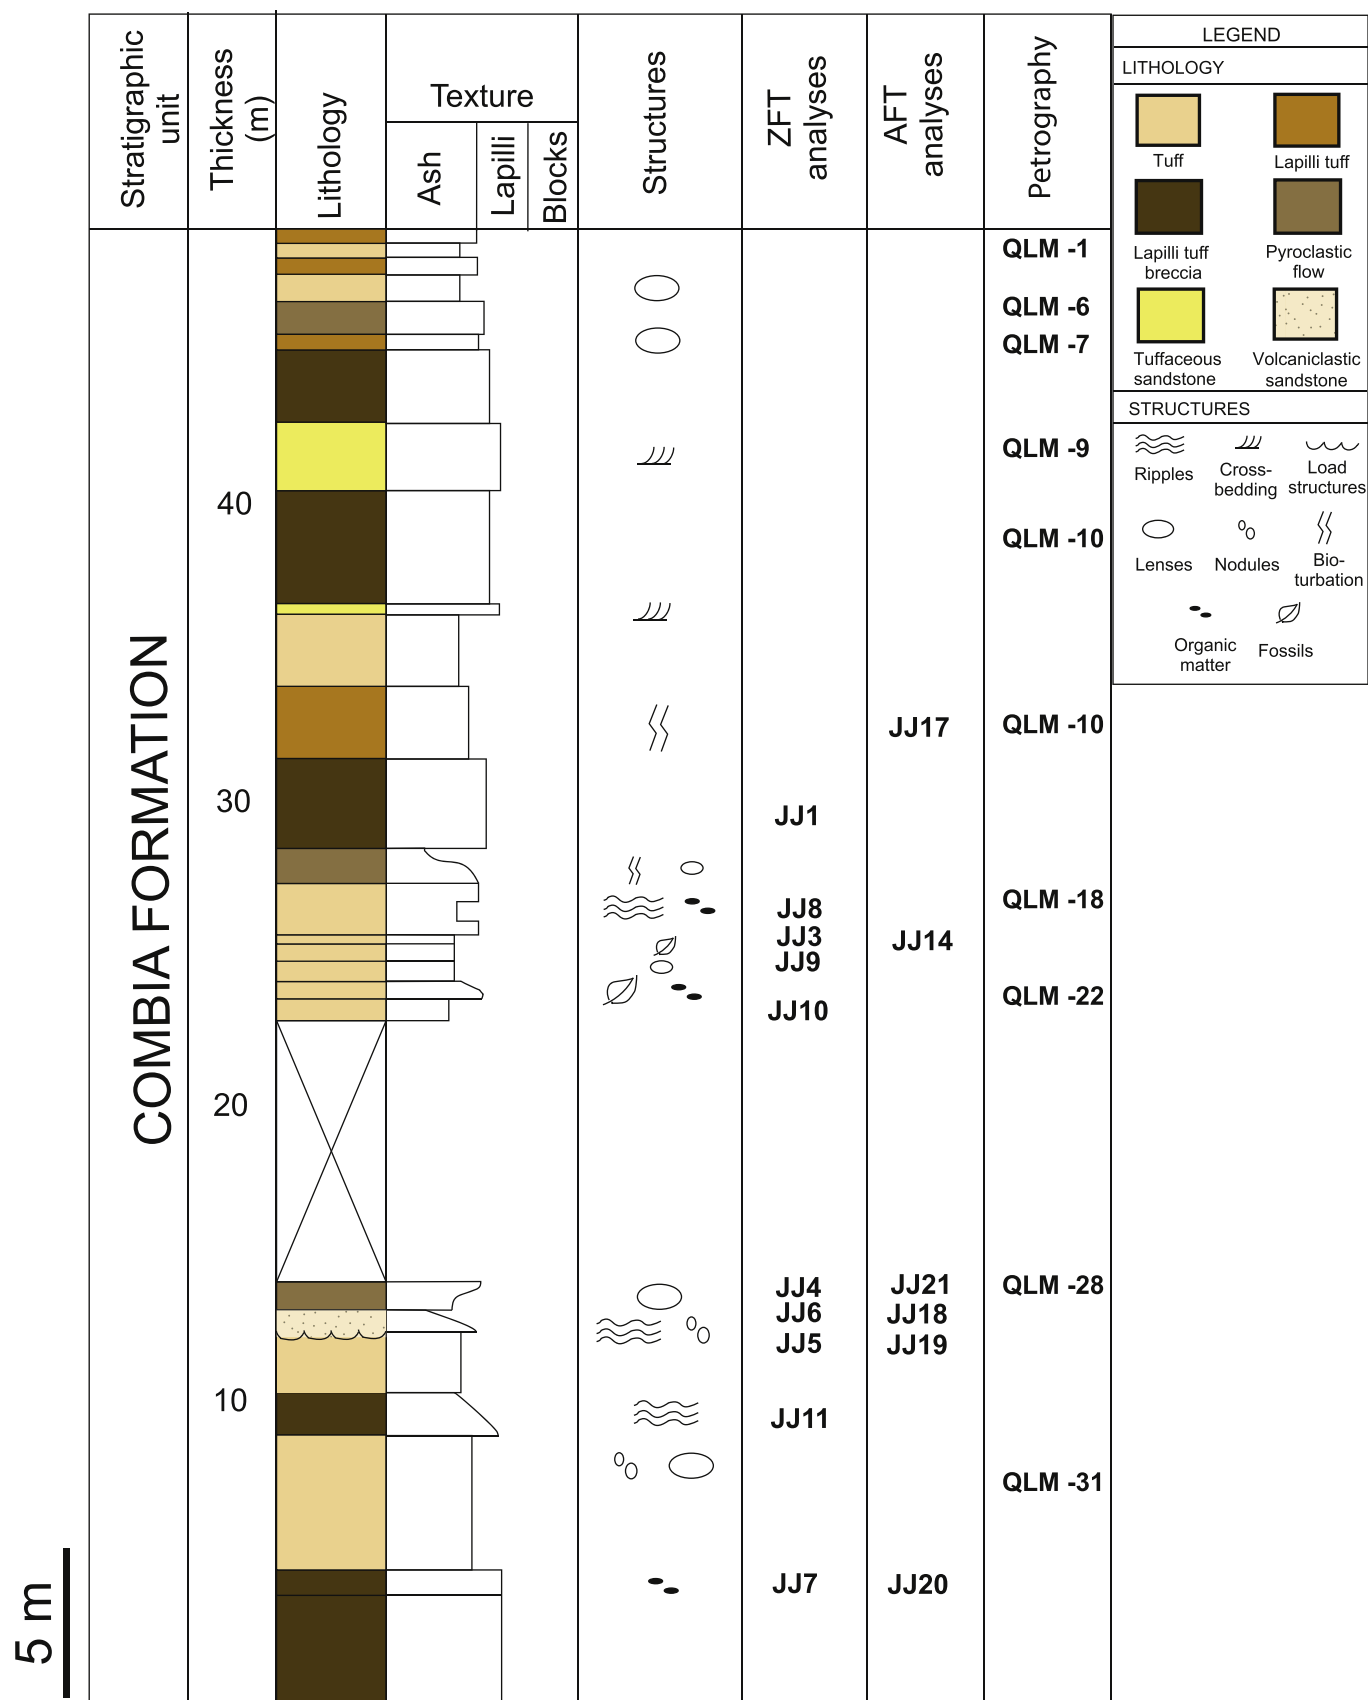 Stratigraphic
unit
Thickness
(m)
Lithology
Texture
Ash
Lapilli
Blocks
Structures
ZFT
analyses
AFT
analyses
Petrography
LEGEND
LITHOLOGY
Tuff
Lapilli tuff
Lapilli tuff
breccia
Pyroclastic
flow
Tuffaceous
sandstone
Volcaniclastic
sandstone
STRUCTURES
Ripples
Cross-
bedding
Load
structures
Lenses
Nodules
Bio-
turbation
Organic
matter
Fossils
COMBIA FORMATION
QLM -1
QLM -6
QLM -7
QLM -9
40
QLM -10
JJ17
QLM -10
30
JJ1
QLM -18
JJ8
JJ3
JJ14
JJ9
QLM -22
JJ10
20
JJ4
JJ21
QLM -28
JJ6
JJ18
JJ5
JJ19
10
JJ11
QLM -31
JJ7
JJ20
5 m